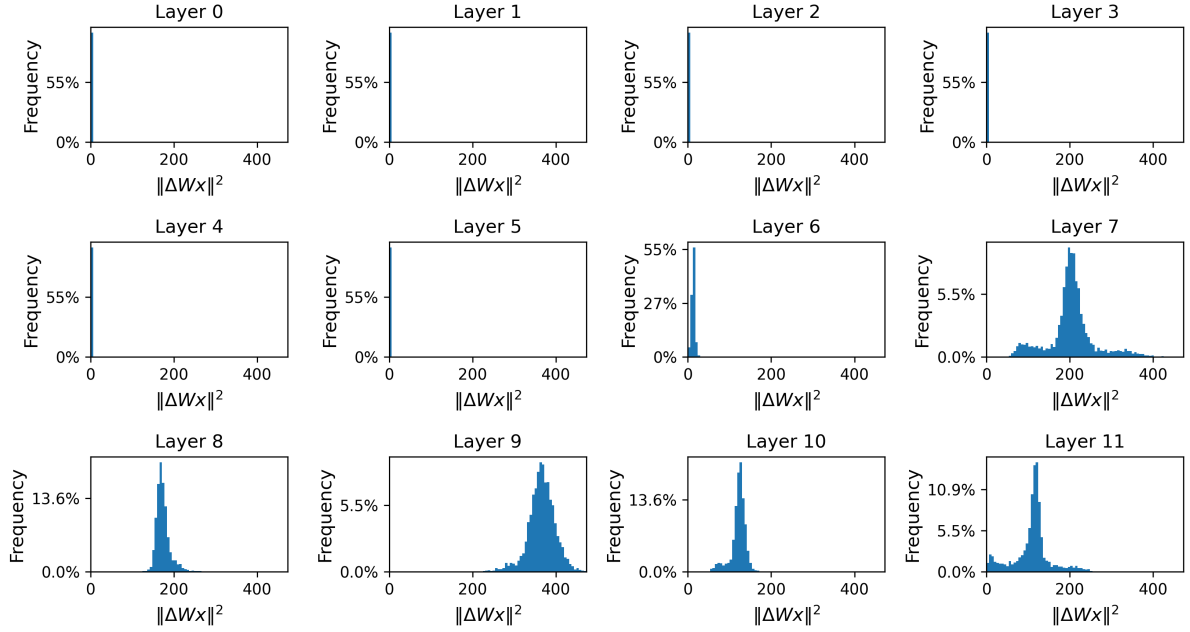 Layer 0
Frequency
55%
0%
0 200 400
‖ΔWx‖²
Layer 1
Frequency
55%
0%
0 200 400
‖ΔWx‖²
Layer 2
Frequency
55%
0%
0 200 400
‖ΔWx‖²
Layer 3
Frequency
55%
0%
0 200 400
‖ΔWx‖²
Layer 4
Frequency
55%
0%
0 200 400
‖ΔWx‖²
Layer 5
Frequency
55%
0%
0 200 400
‖ΔWx‖²
Layer 6
Frequency
55%
27%
0%
0 200 400
‖ΔWx‖²
Layer 7
Frequency
5.5%
0.0%
0 200 400
‖ΔWx‖²
Layer 8
Frequency
13.6%
0.0%
0 200 400
‖ΔWx‖²
Layer 9
Frequency
5.5%
0.0%
0 200 400
‖ΔWx‖²
Layer 10
Frequency
13.6%
0.0%
0 200 400
‖ΔWx‖²
Layer 11
Frequency
10.9%
5.5%
0.0%
0 200 400
‖ΔWx‖²